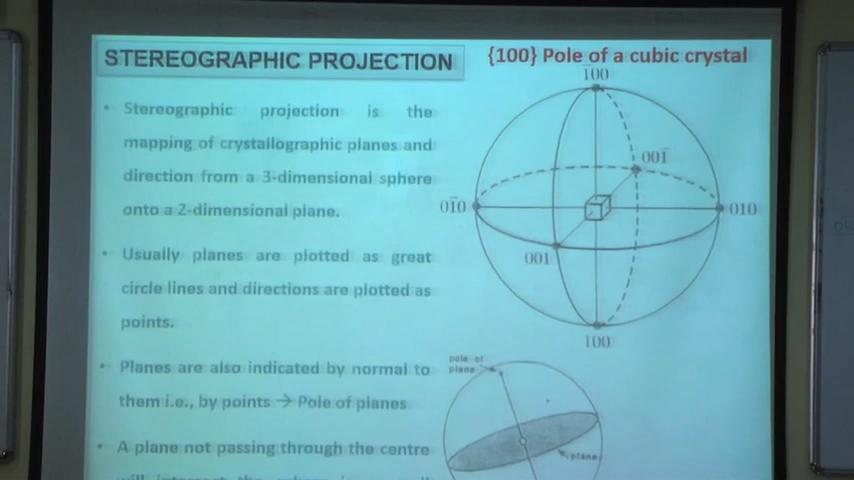 STEREOGRAPHIC PROJECTION
{100} Pole of a cubic crystal
• Stereographic projection is the
mapping of crystallographic planes and
direction from a 3-dimensional sphere
onto a 2-dimensional plane.
• Usually planes are plotted as great
circle lines and directions are plotted as
points.
• Planes are also indicated by normal to
them i.e., by points → Pole of planes
• A plane not passing through the centre
1̄00
001̄
01̄0
010
001
100
pole of
plane
plane